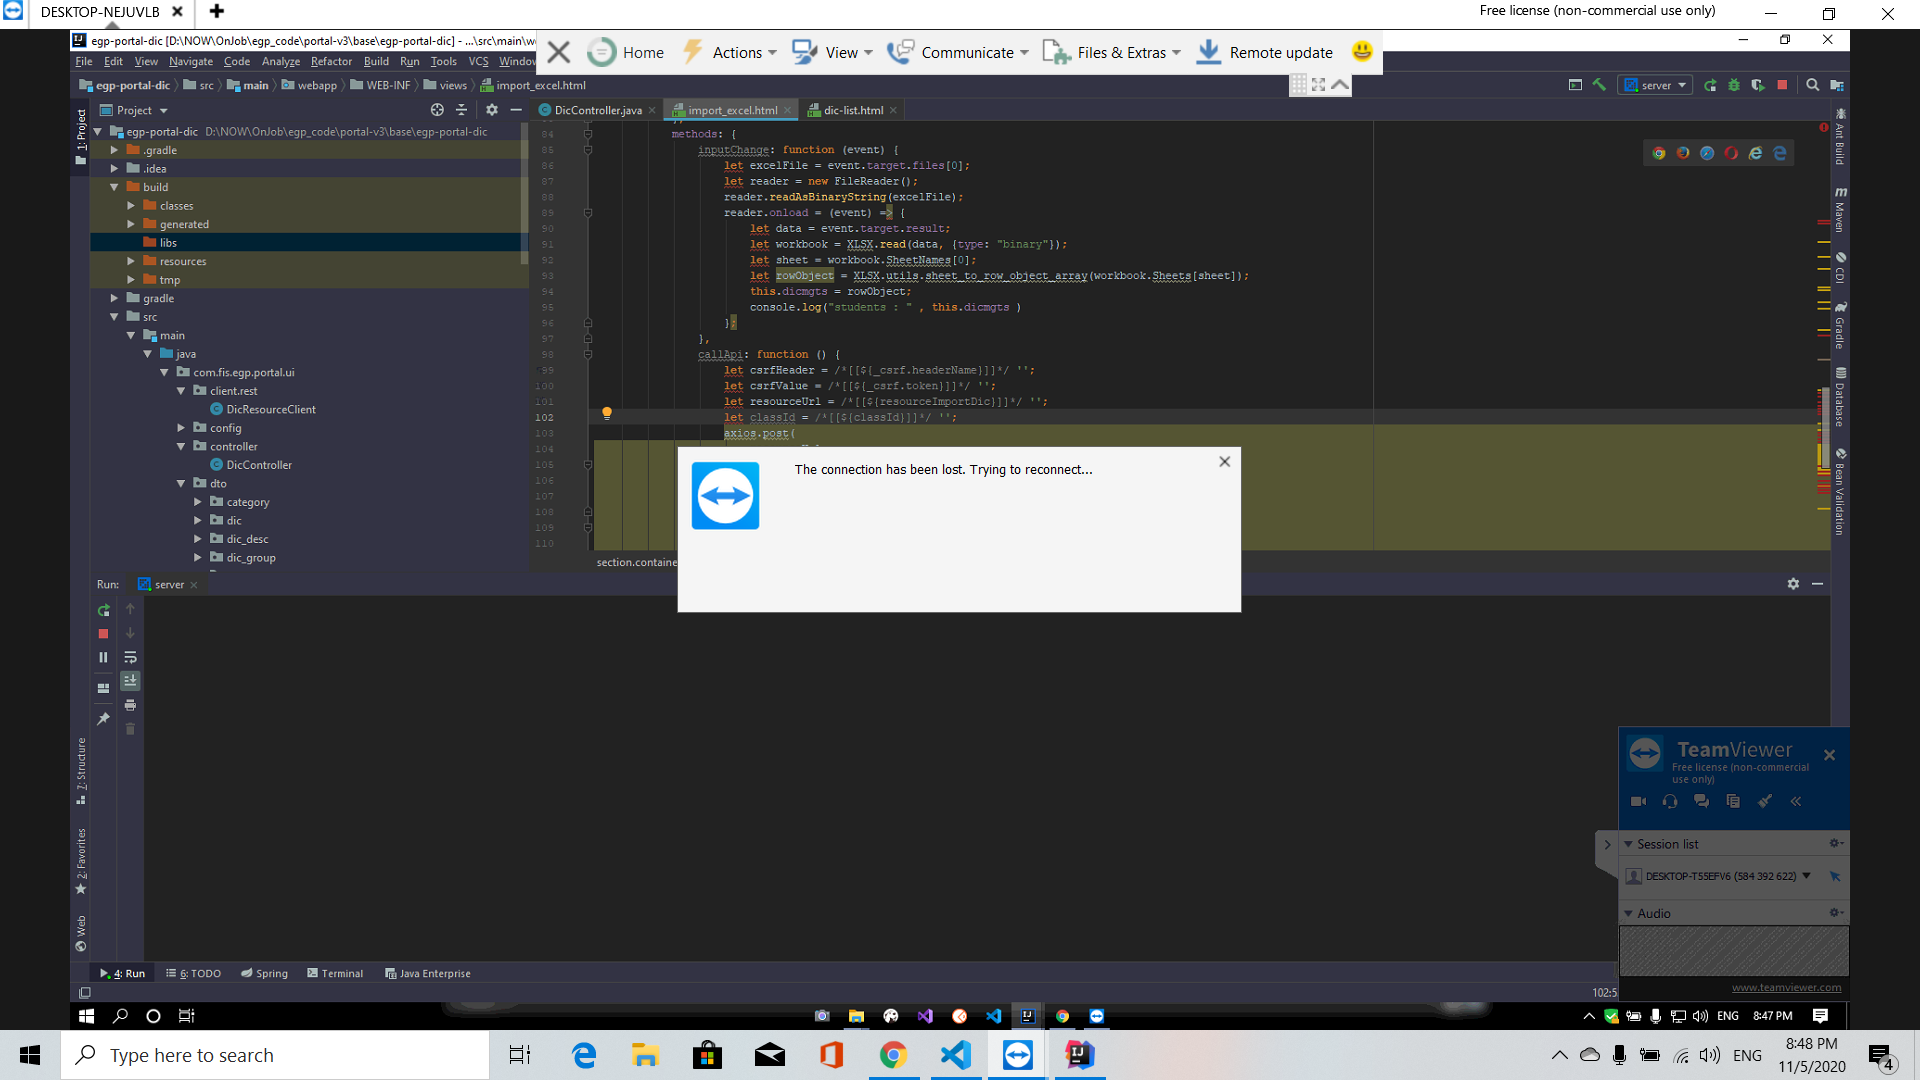 DESKTOP-NEJUVLB
Free license (non-commercial use only)
egp-portal-dic [D:\NOW\OnJob\egp_code\portal-v3\base\egp-portal-dic] - ...\src\main\w
Home Actions View Communicate Files & Extras Remote update
File Edit View Navigate Code Analyze Refactor Build Run Tools VCS Window
egp-portal-dic src main webapp WEB-INF views import_excel.html
server
Project
DicController.java import_excel.html dic-list.html
1: Project
egp-portal-dic D:\NOW\OnJob\egp_code\portal-v3\base\egp-portal-dic
.gradle
.idea
build
classes
generated
libs
resources
tmp
gradle
src
main
java
com.fis.egp.portal.ui
client.rest
DicResourceClient
config
controller
DicController
dto
category
dic
dic_desc
dic_group
84 methods: {
85 inputChange: function (event) {
86 let excelFile = event.target.files[0];
87 let reader = new FileReader();
88 reader.readAsBinaryString(excelFile);
89 reader.onload = (event) => {
90 let data = event.target.result;
91 let workbook = XLSX.read(data, {type: "binary"});
92 let sheet = workbook.SheetNames[0];
93 let rowObject = XLSX.utils.sheet_to_row_object_array(workbook.Sheets[sheet]);
94 this.dicmgts = rowObject;
95 console.log("students : " , this.dicmgts )
96 };
97 },
98 callApi: function () {
99 let csrfHeader = /*[[${_csrf.headerName}]]*/ '';
100 let csrfValue = /*[[${_csrf.token}]]*/ '';
101 let resourceUrl = /*[[${resourceImportDic}]]*/ '';
102 let classId = /*[[${classId}]]*/ '';
103 axios.post(
104
105
106
107
108
109
110
section.containe
Ant Build
Maven
CDI
Gradle
Database
Bean Validation
The connection has been lost. Trying to reconnect...
Run: server
7: Structure
2: Favorites
Web
TeamViewer
Free license (non-commercial
use only)
Session list
DESKTOP-T55EFV6 (584 392 622)
Audio
www.teamviewer.com
4: Run 6: TODO Spring Terminal Java Enterprise
102:5
ENG 8:47 PM
Type here to search
ENG
8:48 PM
11/5/2020
4